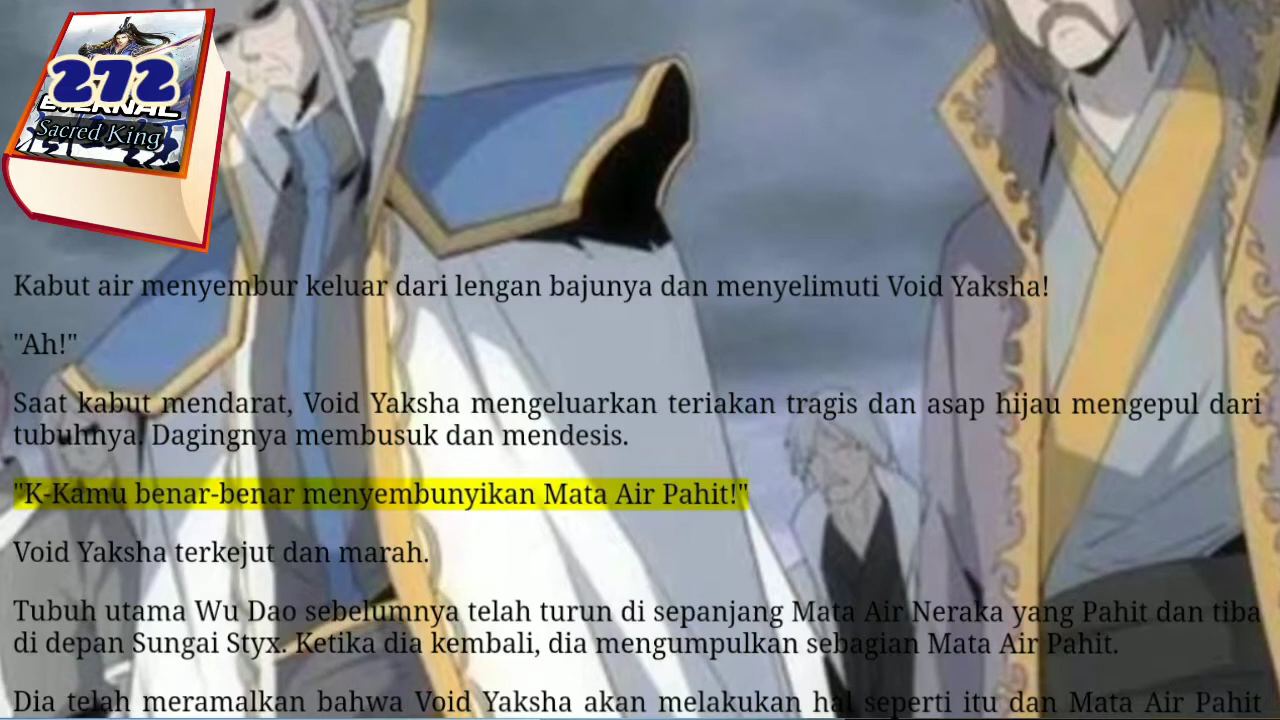 272
ETERNAL
Sacred King
Kabut air menyembur keluar dari lengan bajunya dan menyelimuti Void Yaksha!
"Ah!"
Saat kabut mendarat, Void Yaksha mengeluarkan teriakan tragis dan asap hijau mengepul dari
tubuhnya. Dagingnya membusuk dan mendesis.
"K-Kamu benar-benar menyembunyikan Mata Air Pahit!"
Void Yaksha terkejut dan marah.
Tubuh utama Wu Dao sebelumnya telah turun di sepanjang Mata Air Neraka yang Pahit dan tiba
di depan Sungai Styx. Ketika dia kembali, dia mengumpulkan sebagian Mata Air Pahit.
Dia telah meramalkan bahwa Void Yaksha akan melakukan hal seperti itu dan Mata Air Pahit